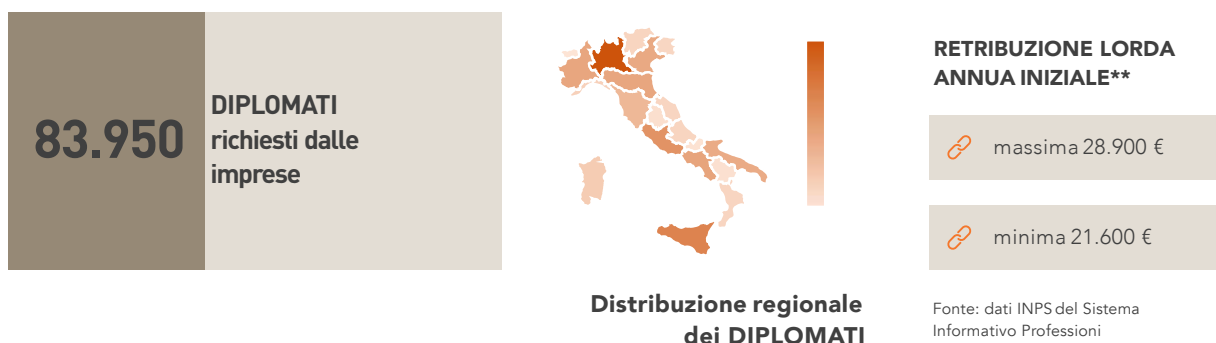 83.950
DIPLOMATI
richiesti dalle
imprese
Distribuzione regionale
dei DIPLOMATI
RETRIBUZIONE LORDA
ANNUA INIZIALE**
massima 28.900 €
minima 21.600 €
Fonte: dati INPS del Sistema
Informativo Professioni